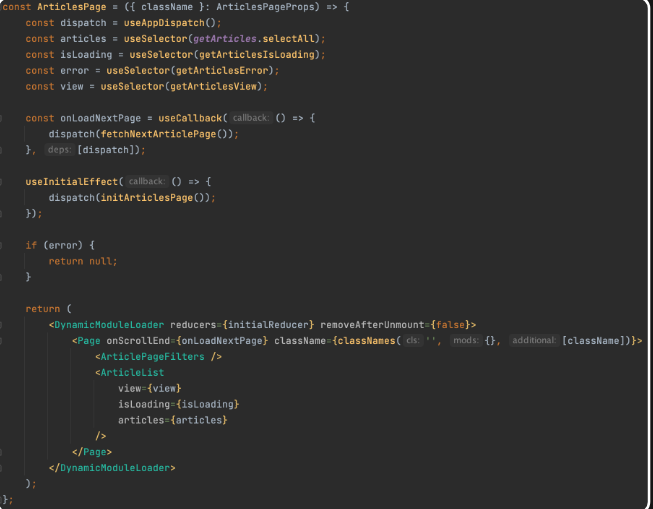 const ArticlesPage = ({ className }: ArticlesPageProps) => {
    const dispatch = useAppDispatch();
    const articles = useSelector(getArticles.selectAll);
    const isLoading = useSelector(getArticlesIsLoading);
    const error = useSelector(getArticlesError);
    const view = useSelector(getArticlesView);

    const onLoadNextPage = useCallback( callback: () => {
        dispatch(fetchNextArticlePage());
    }, deps: [dispatch]);

    useInitialEffect( callback: () => {
        dispatch(initArticlesPage());
    });

    if (error) {
        return null;
    }

    return (
        <DynamicModuleLoader reducers={initialReducer} removeAfterUnmount={false}>
            <Page onScrollEnd={onLoadNextPage} className={classNames( cls: '', mods: {}, additional: [className])}>
                <ArticlePageFilters />
                <ArticleList
                    view={view}
                    isLoading={isLoading}
                    articles={articles}
                />
            </Page>
        </DynamicModuleLoader>
    );
};